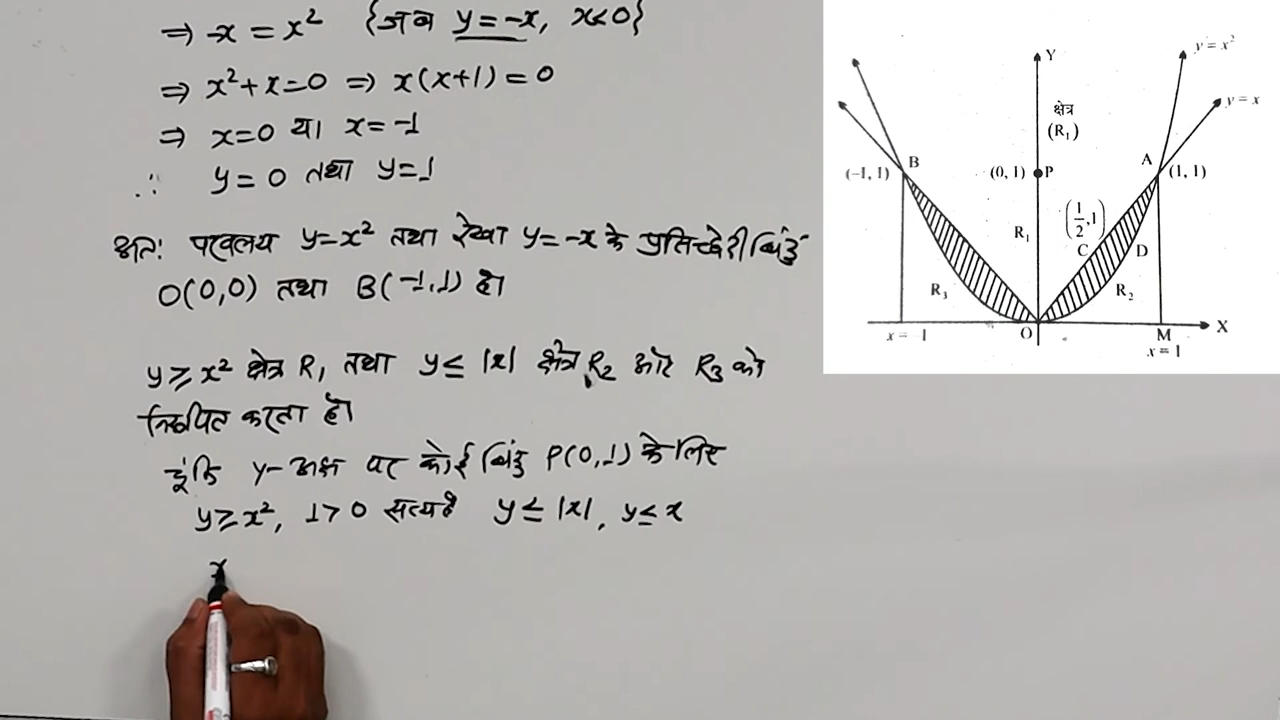 ⇒ -x = x² {जब y = -x, x<0}
⇒ x² + x = 0 ⇒ x(x+1) = 0
⇒ x=0 या x = -1
∴ y = 0 तथा y = 1
अतः परवलय y = x² तथा रेखा y = -x के प्रतिच्छेदी बिंदु
O(0,0) तथा B(-1,1) है।
y ≥ x² क्षेत्र R₁ तथा y ≤ |x| क्षेत्र R₂ और R₃ को
निरूपित करता है।
चूंकि y-अक्ष पर कोई बिंदु P(0,1) के लिए
y ≥ x², 1 > 0 सत्य है y ≤ |x|, y ≤ x
x
Y
y = x²
y = x
क्षेत्र
(R₁)
B
A
(-1, 1)
(0, 1)
P
(1, 1)
(1/2, 1)
R₁
C
D
R₃
R₂
O
M
X
x = -1
x = 1